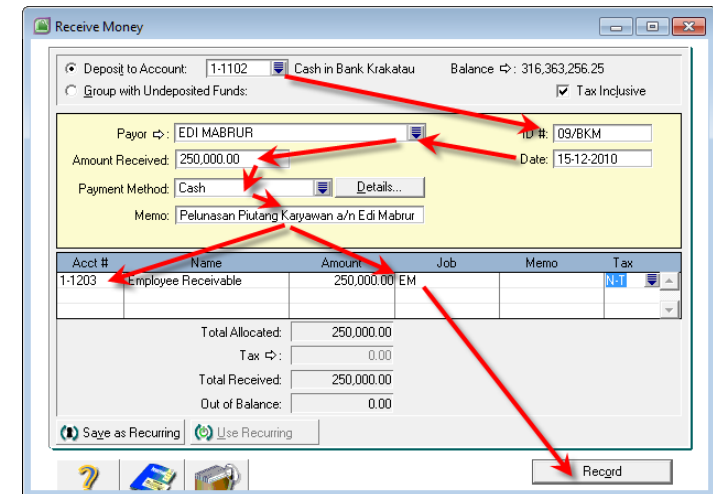 Receive Money
Deposit to Account: 1-1102 Cash in Bank Krakatau Balance ⇨: 316,363,256.25
Group with Undeposited Funds: Tax Inclusive
Payor ⇨: EDI MABRUR ID #: 09/BKM
Amount Received: 250,000.00 Date: 15-12-2010
Payment Method: Cash Details...
Memo: Pelunasan Piutang Karyawan a/n Edi Mabrur
Acct # Name Amount Job Memo Tax
1-1203 Employee Receivable 250,000.00 EM N-T
Total Allocated: 250,000.00
Tax ⇨: 0.00
Total Received: 250,000.00
Out of Balance: 0.00
Save as Recurring Use Recurring
Record